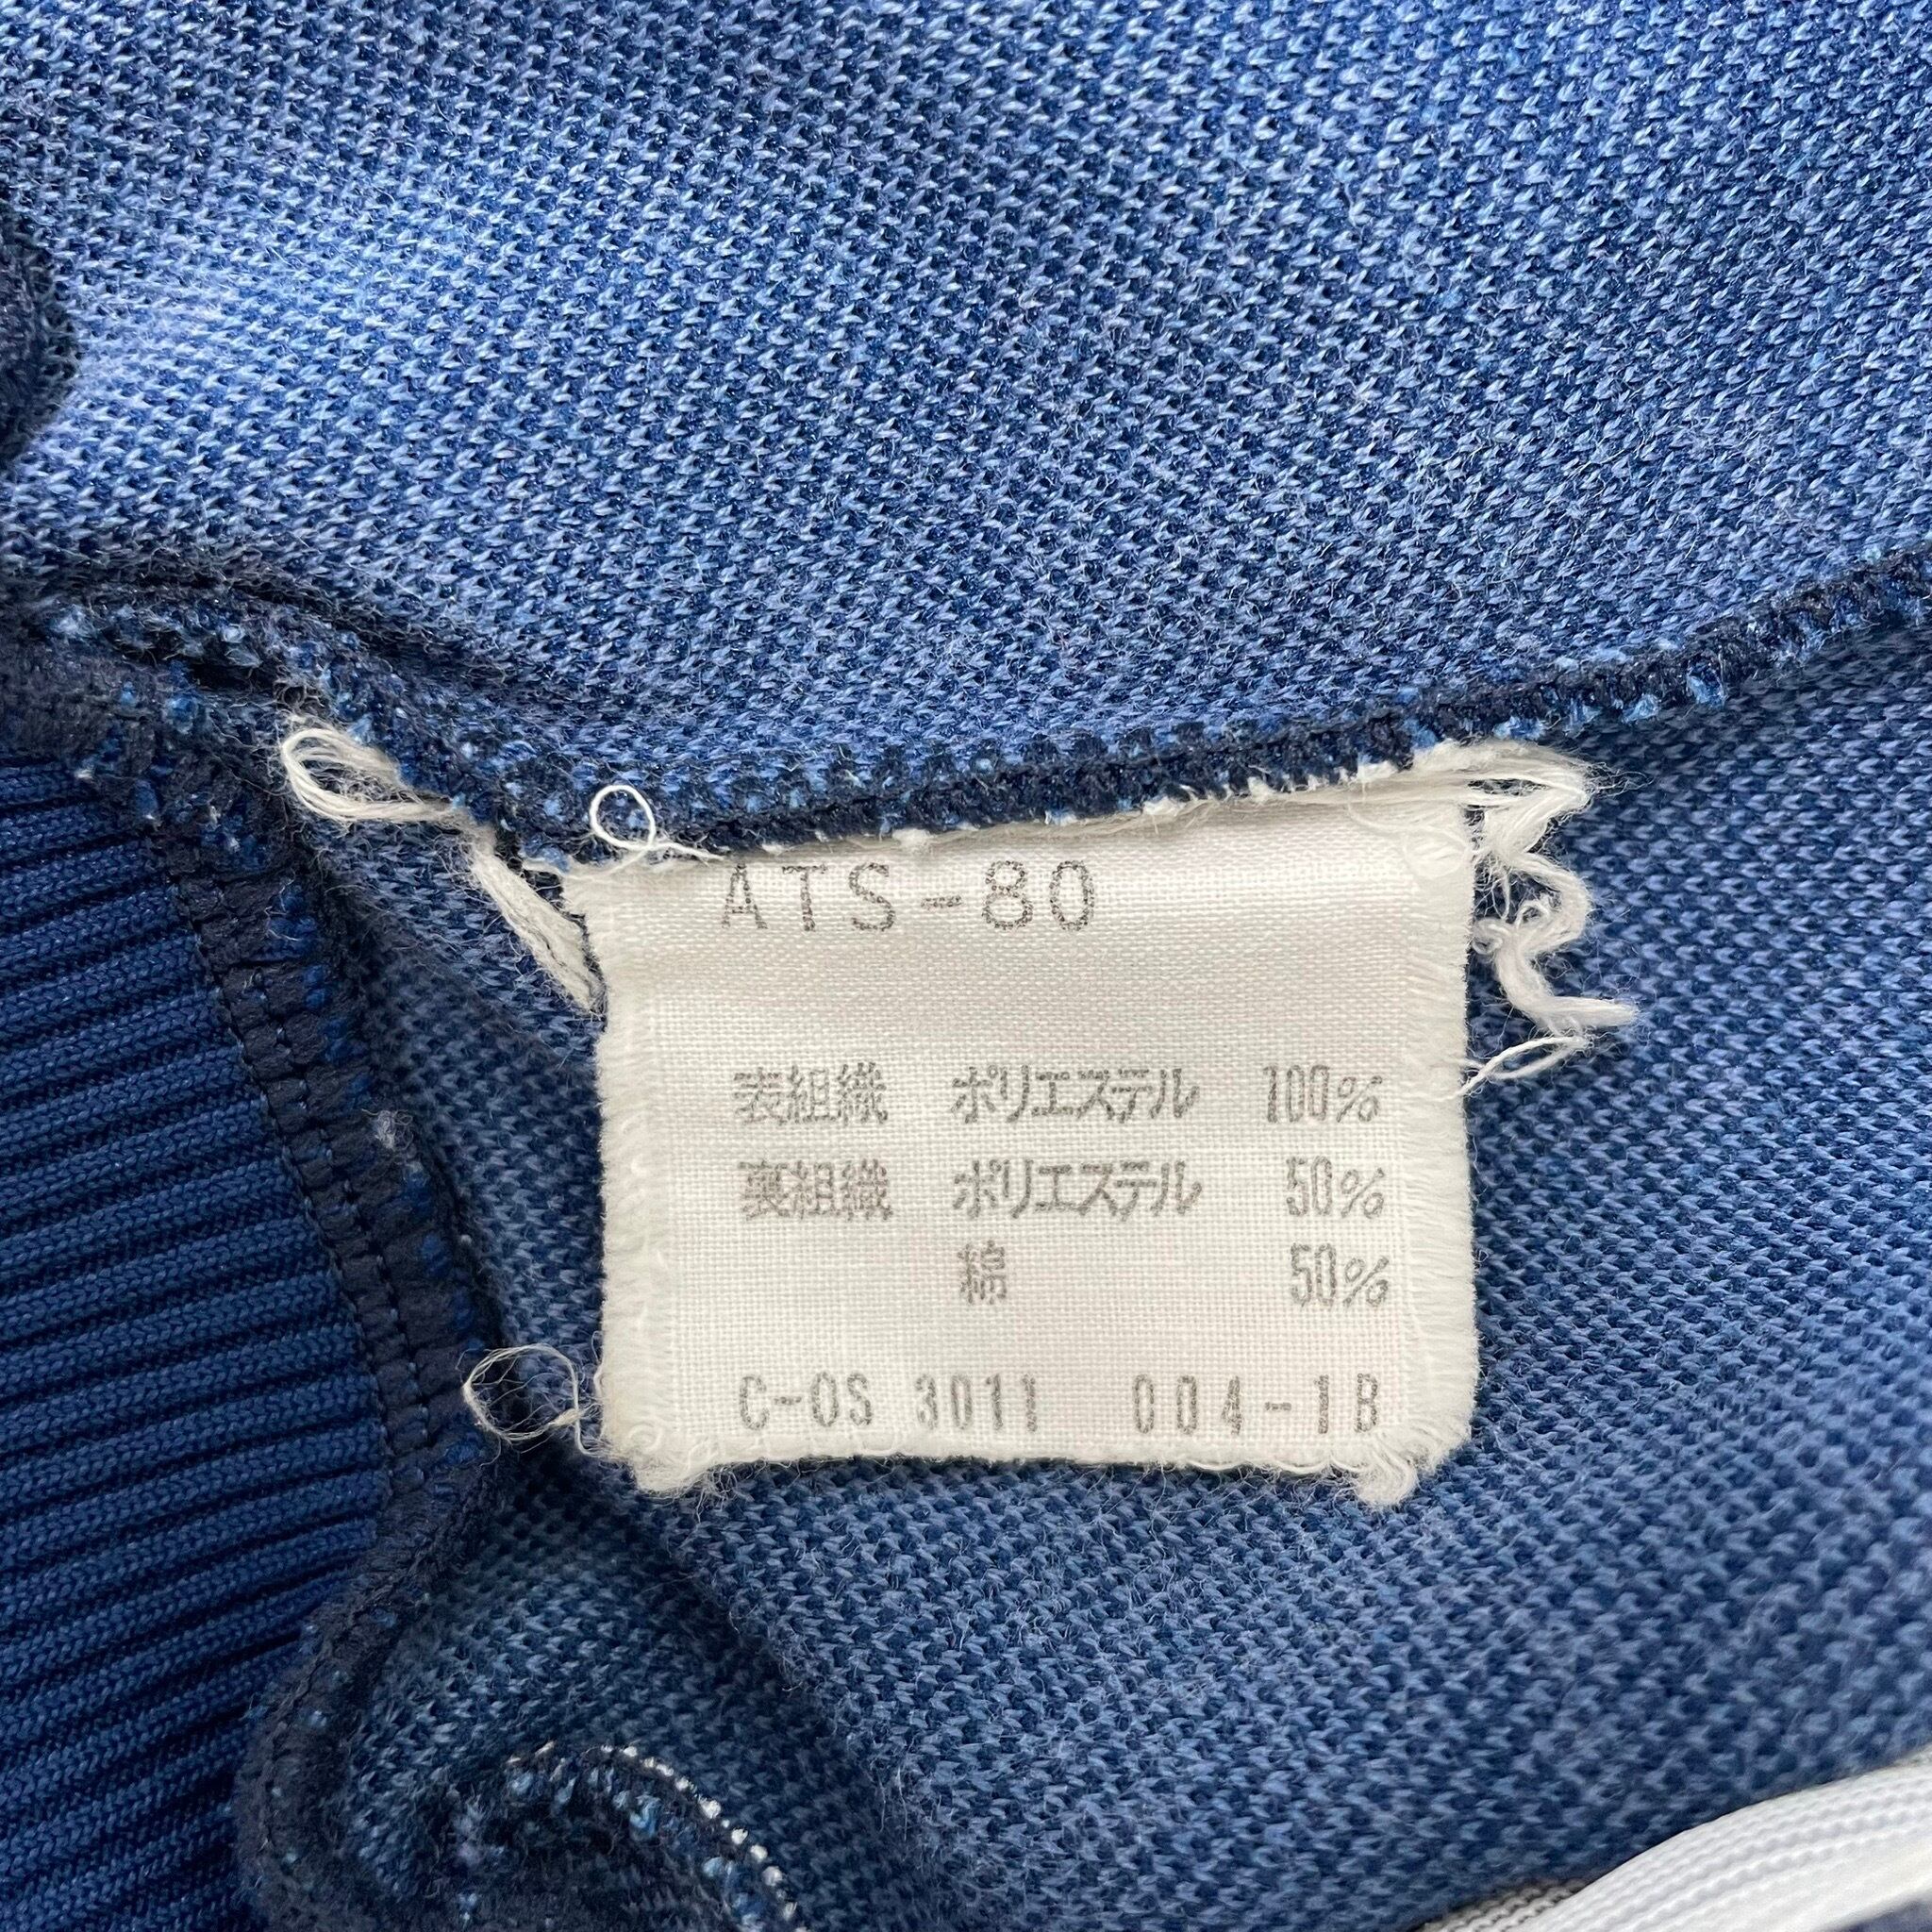 ATS-80
表組織 ポリエステル 100%
裏組織 ポリエステル 50%
綿 50%
C-OS 3011 004-1B